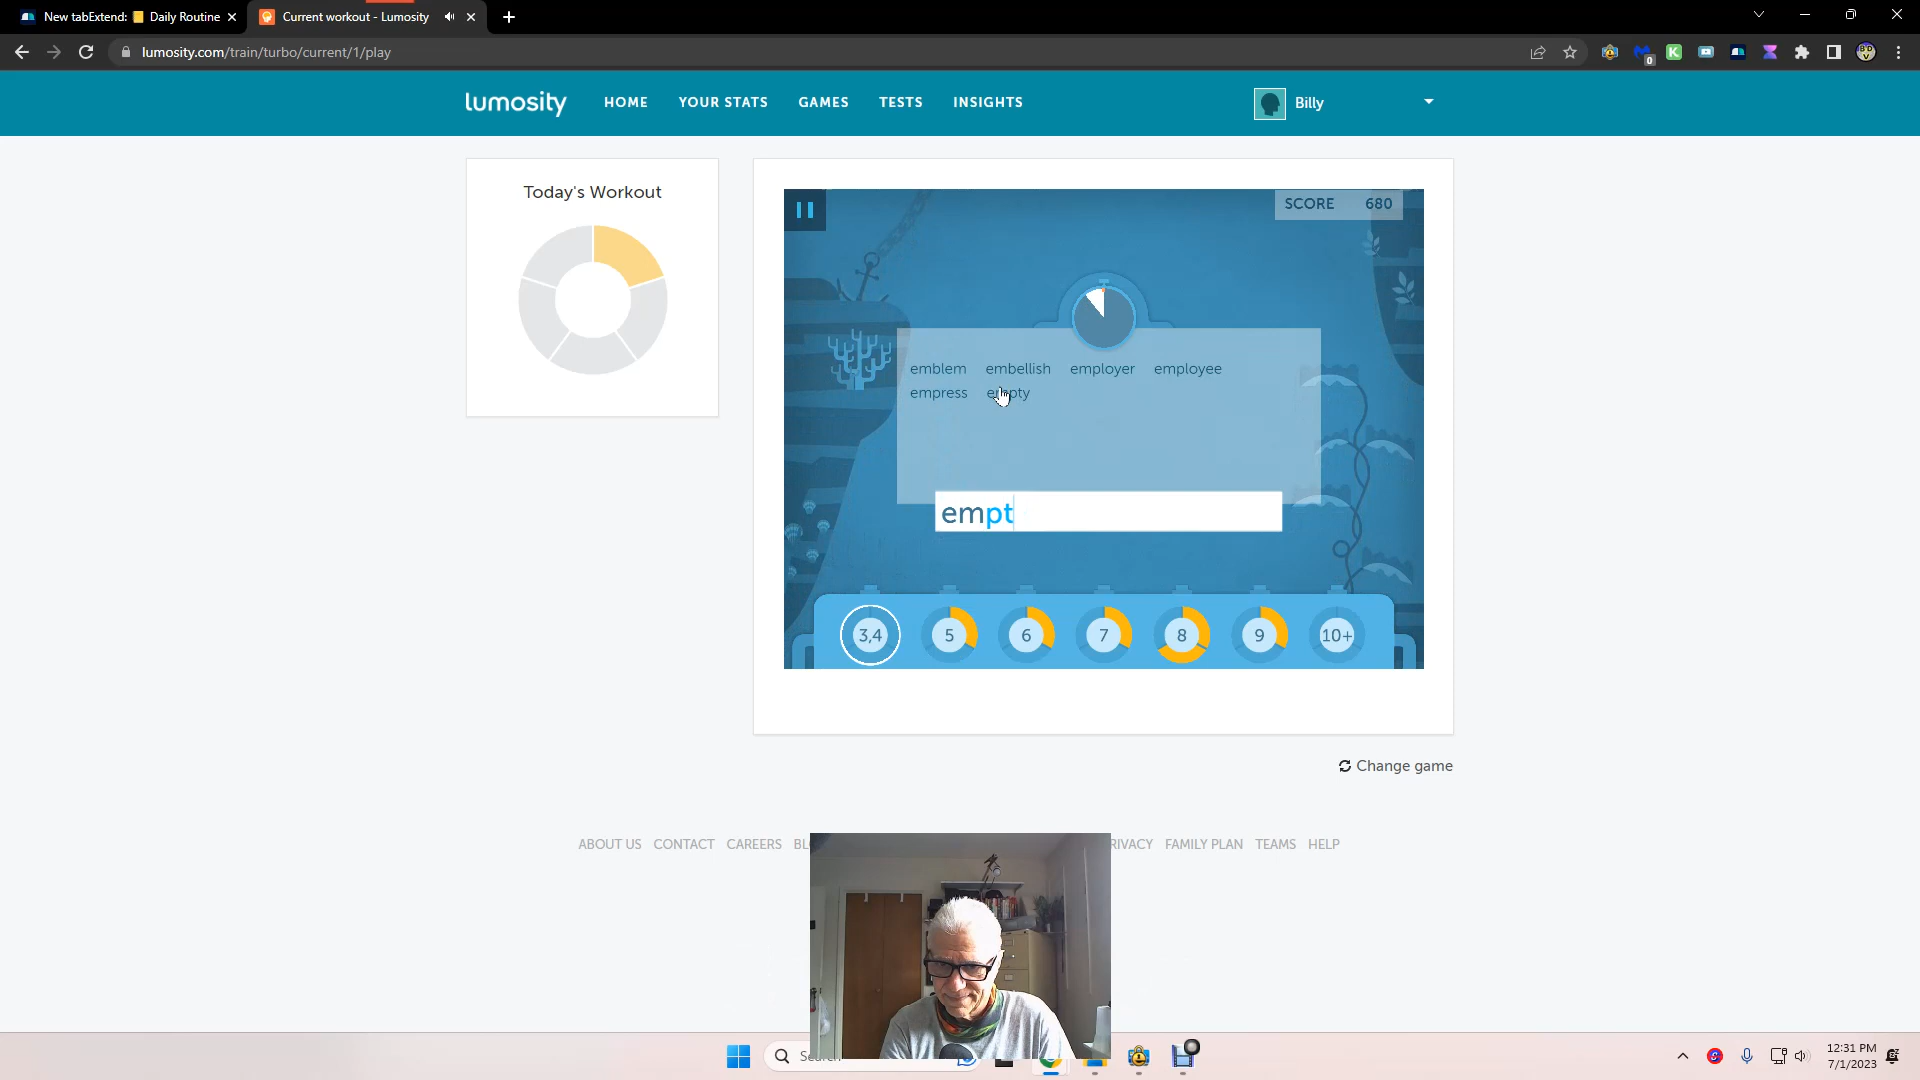 New tabExtend: Daily Routine
Current workout - Lumosity
lumosity.com/train/turbo/current/1/play
0
lumosity HOME YOUR STATS GAMES TESTS INSIGHTS Billy
Today's Workout
SCORE 680
emblem embellish employer employee
empress empty
empt
3,4 5 6 7 8 9 10+
Change game
ABOUT US CONTACT CAREERS FAMILY PLAN TEAMS HELP
12:31 PM
7/1/2023